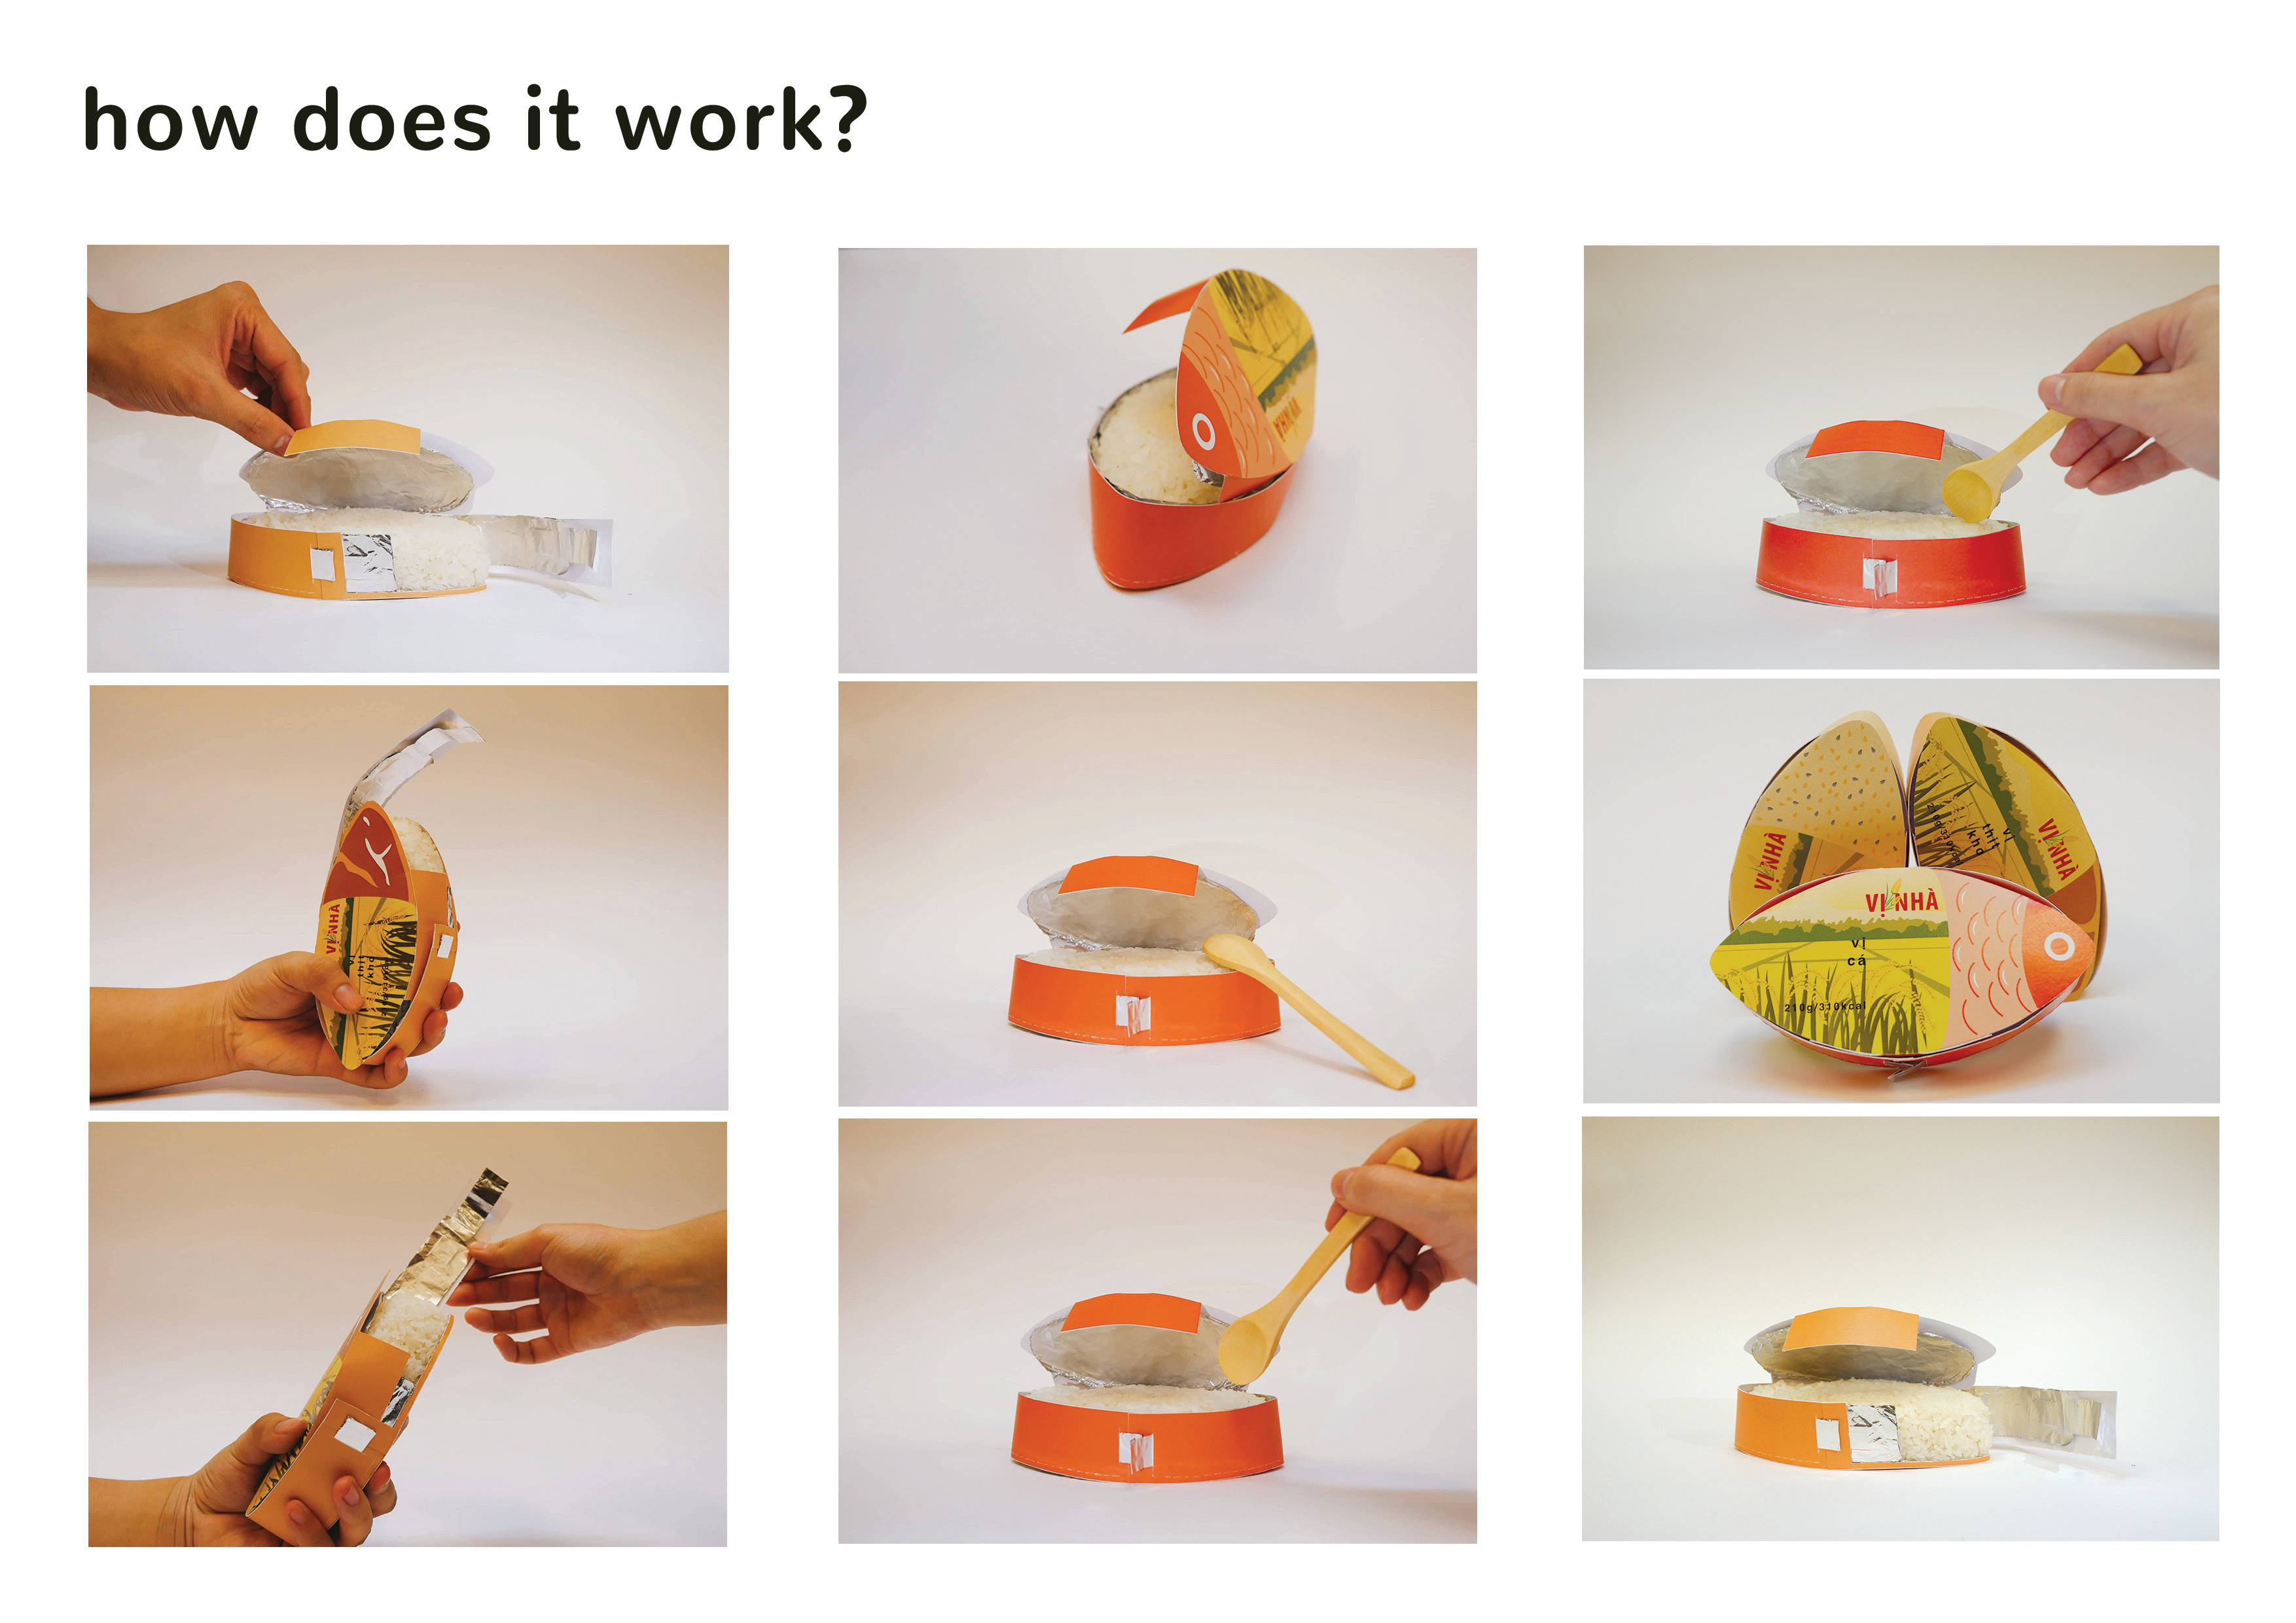 how does it work?
VỊ NHÀ
VỊ NHÀ
vị
thịt
kho
VỊ NHÀ
VỊ NHÀ
vị
thịt
kho
VỊ NHÀ
vị
cá
210g/310kcal